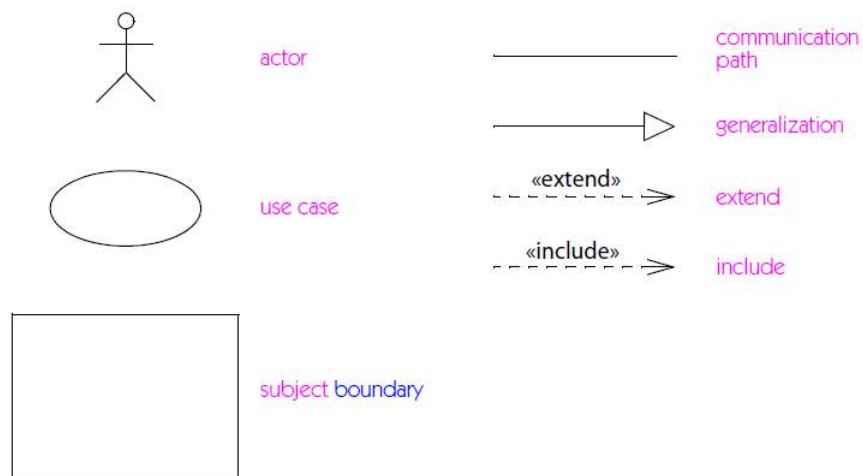 actor
use case
subject boundary
communication
path
generalization
«extend»
extend
«include»
include